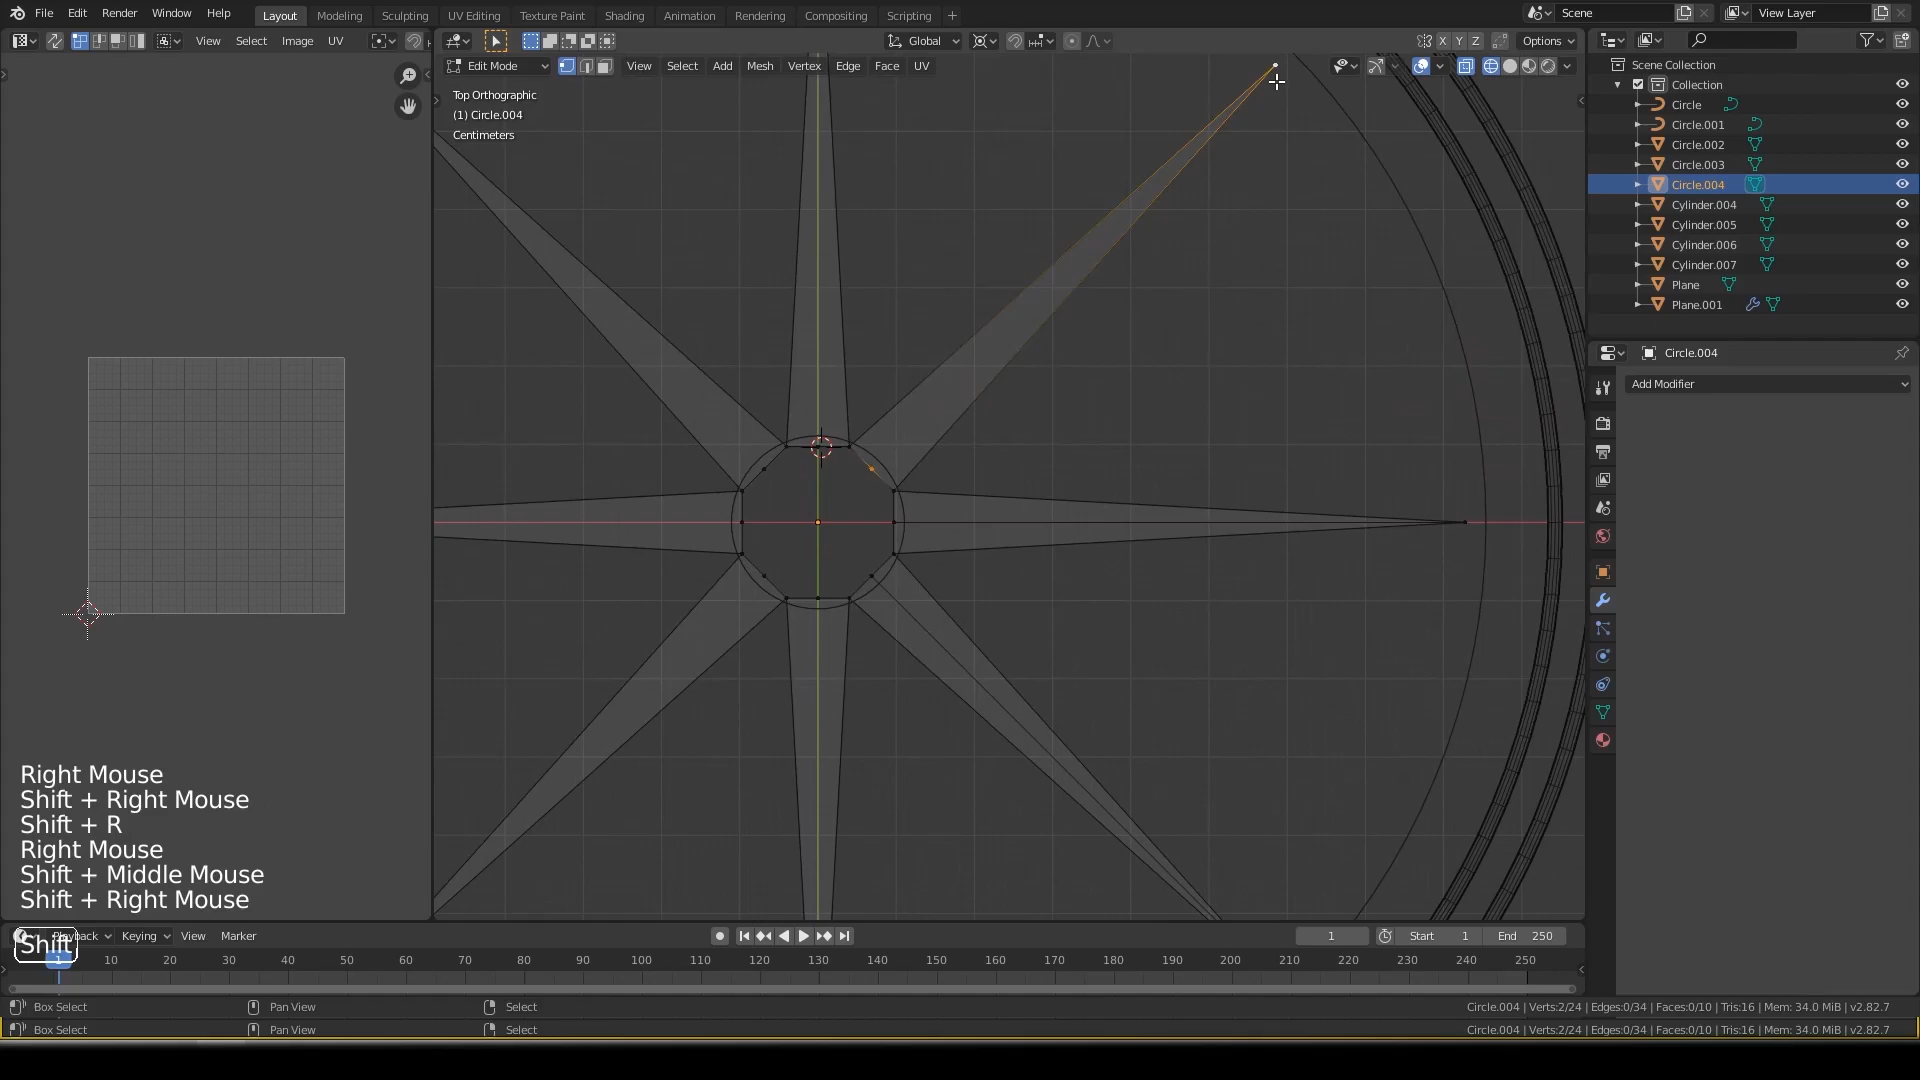 File Edit Render Window Help Layout Modeling Sculpting UV Editing Texture Paint Shading Animation Rendering Compositing Scripting + Scene View Layer
View Select Image UV Global X Y Z Options
Edit Mode View Select Add Mesh Vertex Edge Face UV
Top Orthographic
(1) Circle.004
Centimeters
Scene Collection
Collection
Circle
Circle.001
Circle.002
Circle.003
Circle.004
Cylinder.004
Cylinder.005
Cylinder.006
Cylinder.007
Plane
Plane.001
Circle.004
Add Modifier
Right Mouse
Shift + Right Mouse
Shift + R
Right Mouse
Shift + Middle Mouse
Shift + Right Mouse
Shift
Keying View Marker 1 Start 1 End 250
1 10 20 30 40 50 60 70 80 90 100 110 120 130 140 150 160 170 180 190 200 210 220 230 240 250
Box Select Pan View Select Circle.004 | Verts:2/24 | Edges:0/34 | Faces:0/10 | Tris:16 | Mem: 34.0 MiB | v2.82.7
Box Select Pan View Select Circle.004 | Verts:2/24 | Edges:0/34 | Faces:0/10 | Tris:16 | Mem: 34.0 MiB | v2.82.7